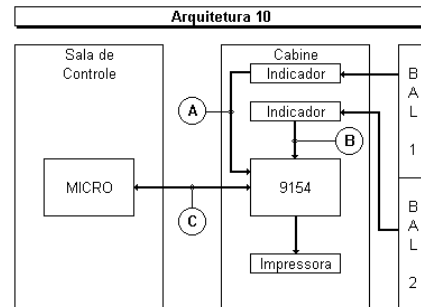 Arquitetura 10
Sala de
Controle
Cabine
Indicador
Indicador
A
B
C
MICRO
9154
Impressora
B
A
L
1
B
A
L
2